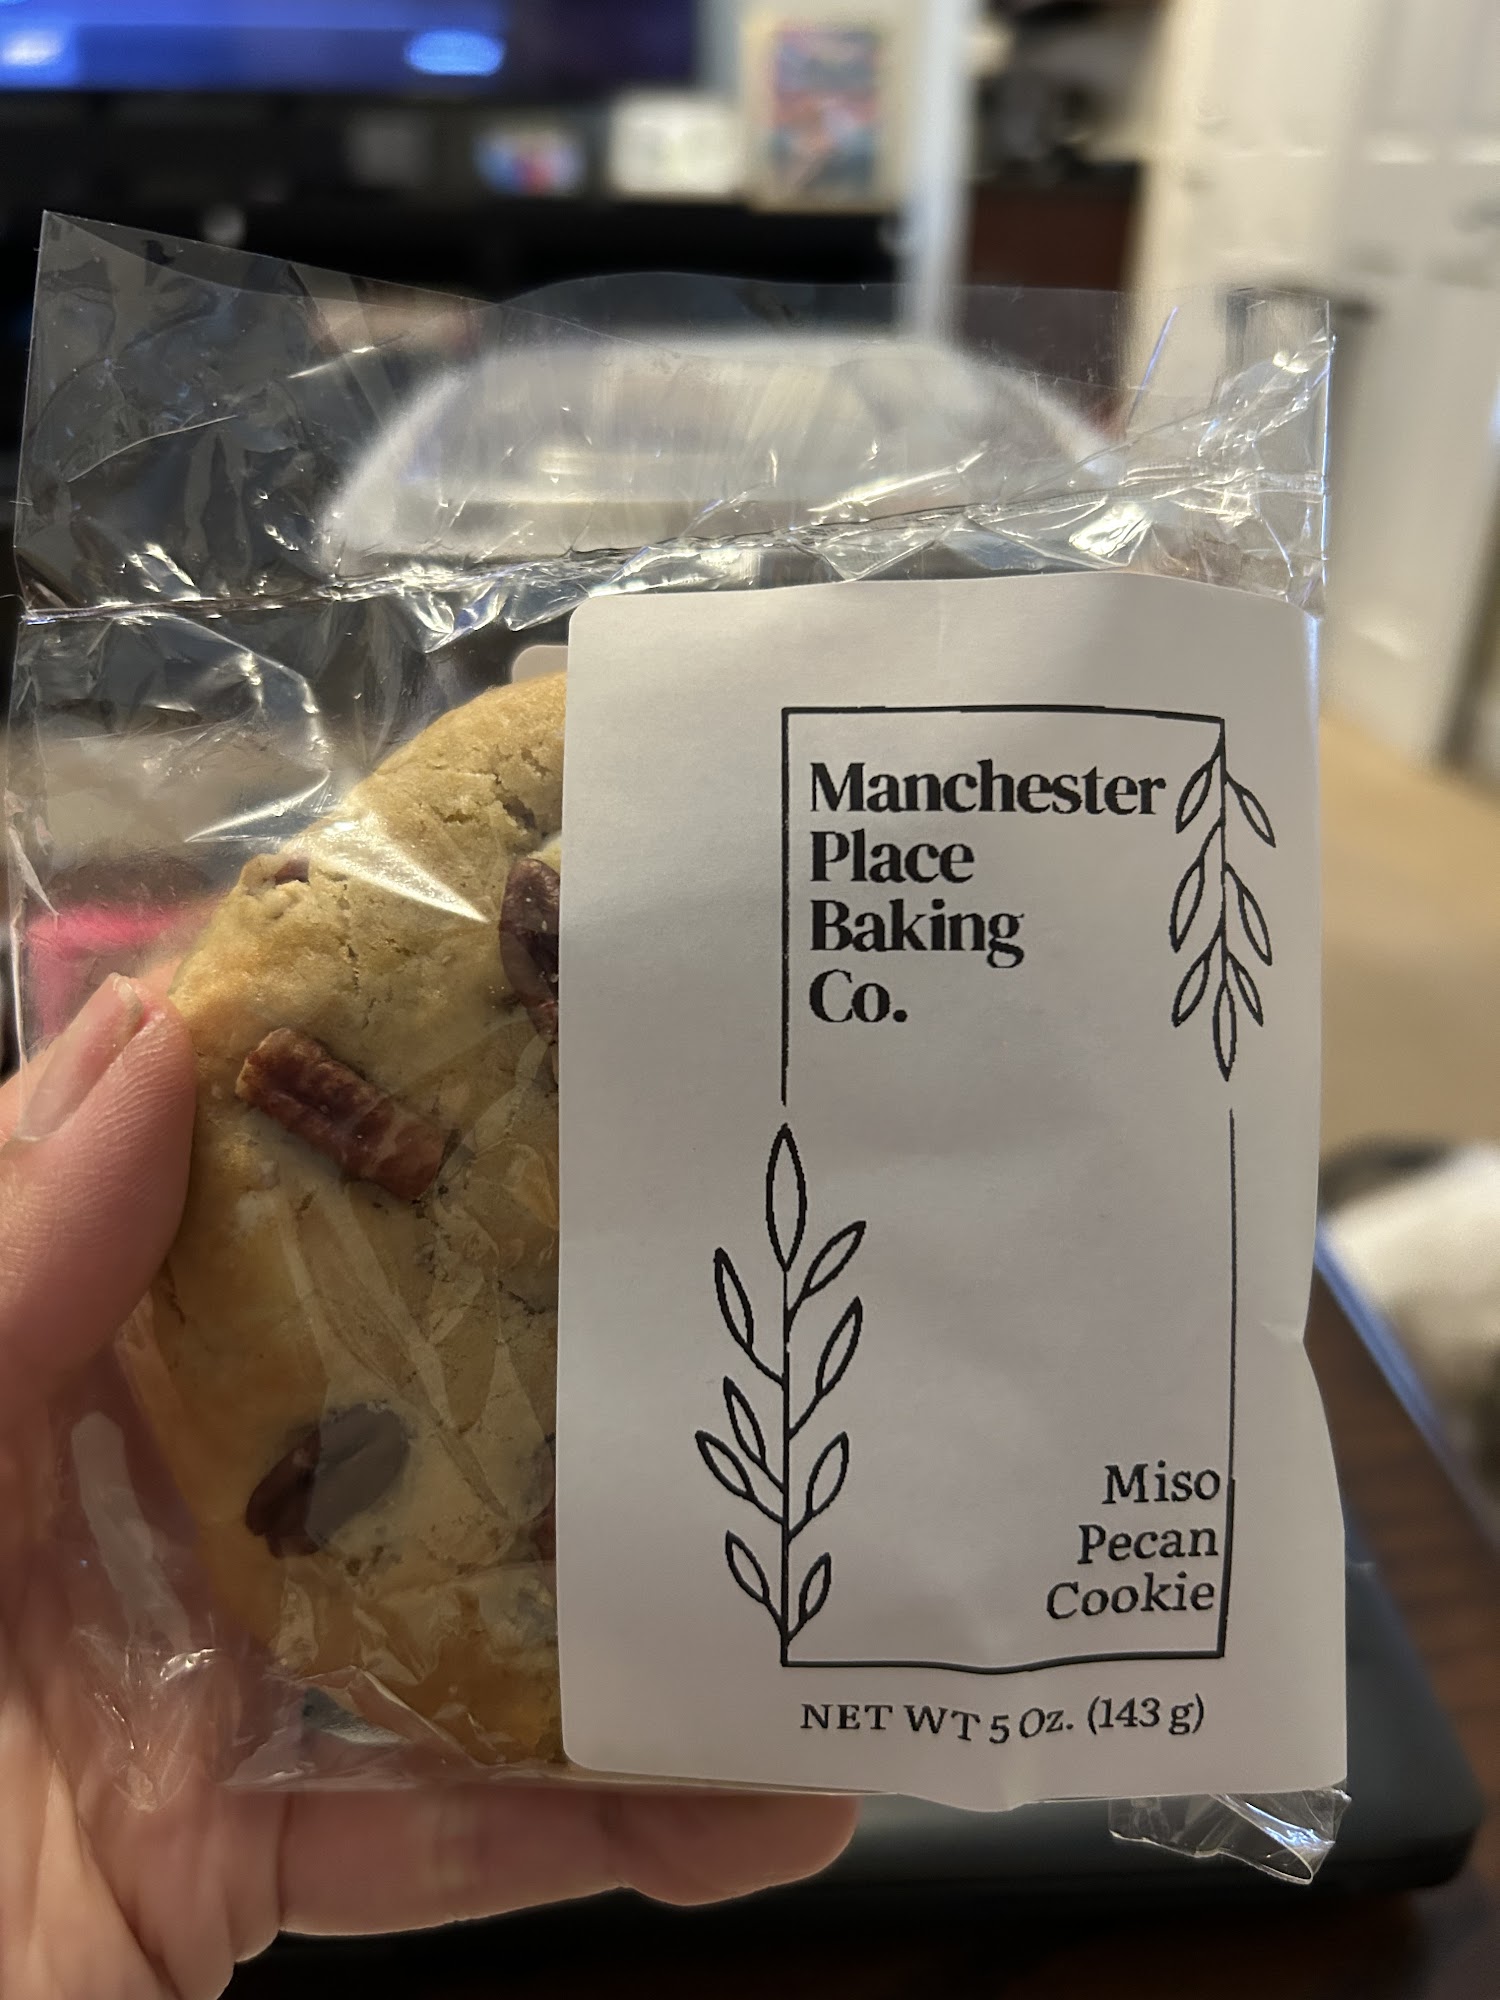 Manchester
Place
Baking
Co.
Miso
Pecan
Cookie
NET WT 5 Oz. (143 g)